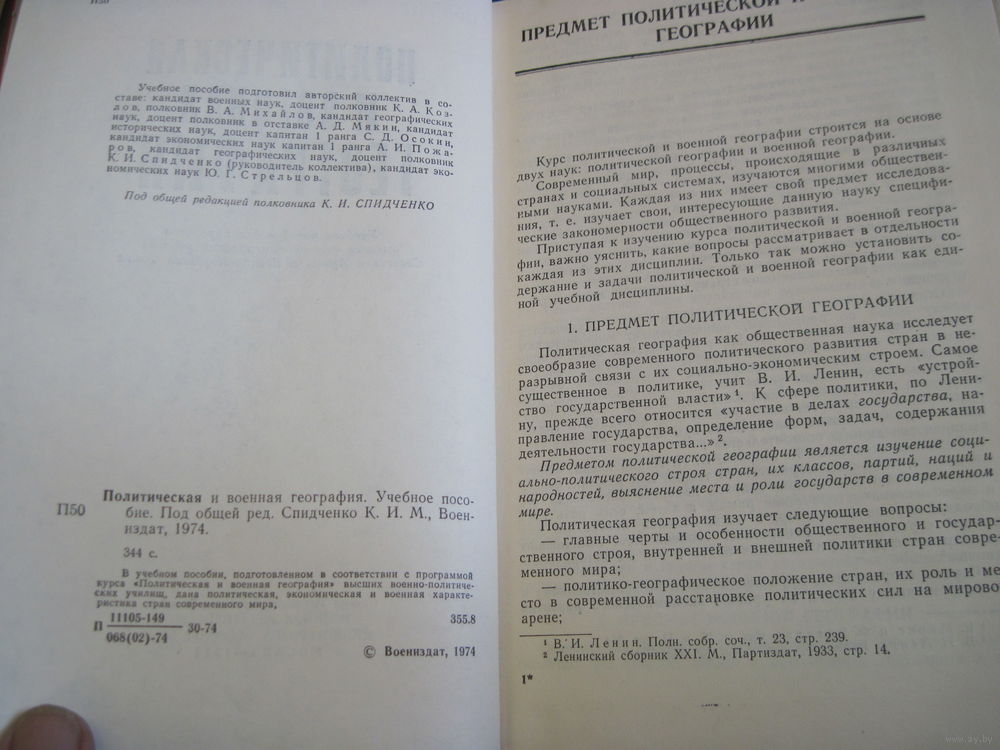 П50
Учебное пособие подготовил авторский коллектив в со-
ставе: кандидат военных наук, доцент полковник К. А. Коз-
лов, полковник В. А. Михайлов, кандидат географических
наук, доцент полковник в отставке А. Д. Мякин, кандидат
исторических наук, доцент капитан 1 ранга С. Д. Осокин,
кандидат экономических наук капитан 1 ранга А. И. Пожа-
ров, кандидат географических наук, доцент полковник
К. И. Спидченко (руководитель коллектива), кандидат эко-
номических наук Ю. Г. Стрельцов.
Под общей редакцией полковника К. И. СПИДЧЕНКО
Политическая и военная география. Учебное посо-
П50 бие. Под общей ред. Спидченко К. И. М., Воен-
издат, 1974.
344 с.
В учебном пособии, подготовленном в соответствии с программой
курса «Политическая и военная география» высших военно-политиче-
ских училищ, дана политическая, экономическая и военная характе-
ристика стран современного мира.
П 11105-149 30-74 355.8
068(02)-74
© Воениздат, 1974
ПРЕДМЕТ ПОЛИТИЧЕСКОЙ
ГЕОГРАФИИ
Курс политической и военной географии строится на основе
двух наук: политической географии и военной географии.
Современный мир, процессы, происходящие в различных
странах и социальных системах, изучаются многими обществен-
ными науками. Каждая из них имеет свой предмет исследова-
ния, т. е. изучает свои, интересующие данную науку специфи-
ческие закономерности общественного развития.
Приступая к изучению курса политической и военной геогра-
фии, важно уяснить, какие вопросы рассматривает в отдельности
каждая из этих дисциплин. Только так можно установить со-
держание и задачи политической и военной географии как еди-
ной учебной дисциплины.
1. ПРЕДМЕТ ПОЛИТИЧЕСКОЙ ГЕОГРАФИИ
Политическая география как общественная наука исследует
своеобразие современного политического развития стран в не-
разрывной связи с их социально-экономическим строем. Самое
существенное в политике, учит В. И. Ленин, есть «устрой-
ство государственной власти»¹. К сфере политики, по Лени-
ну, прежде всего относится «участие в делах государства, на-
правление государства, определение форм, задач, содержания
деятельности государства...»².
Предметом политической географии является изучение соци-
ально-политического строя стран, их классов, партий, наций и
народностей, выяснение места и роли государств в современном
мире.
Политическая география изучает следующие вопросы:
— главные черты и особенности общественного и государ-
ственного строя, внутренней и внешней политики стран совре-
менного мира;
— политико-географическое положение стран, их роль и ме
сто в современной расстановке политических сил на мирово
арене;
¹ В. И. Ленин. Полн. собр. соч., т. 23, стр. 239.
² Ленинский сборник XXI. М., Партиздат, 1933, стр. 14.
1*
www.ay.by